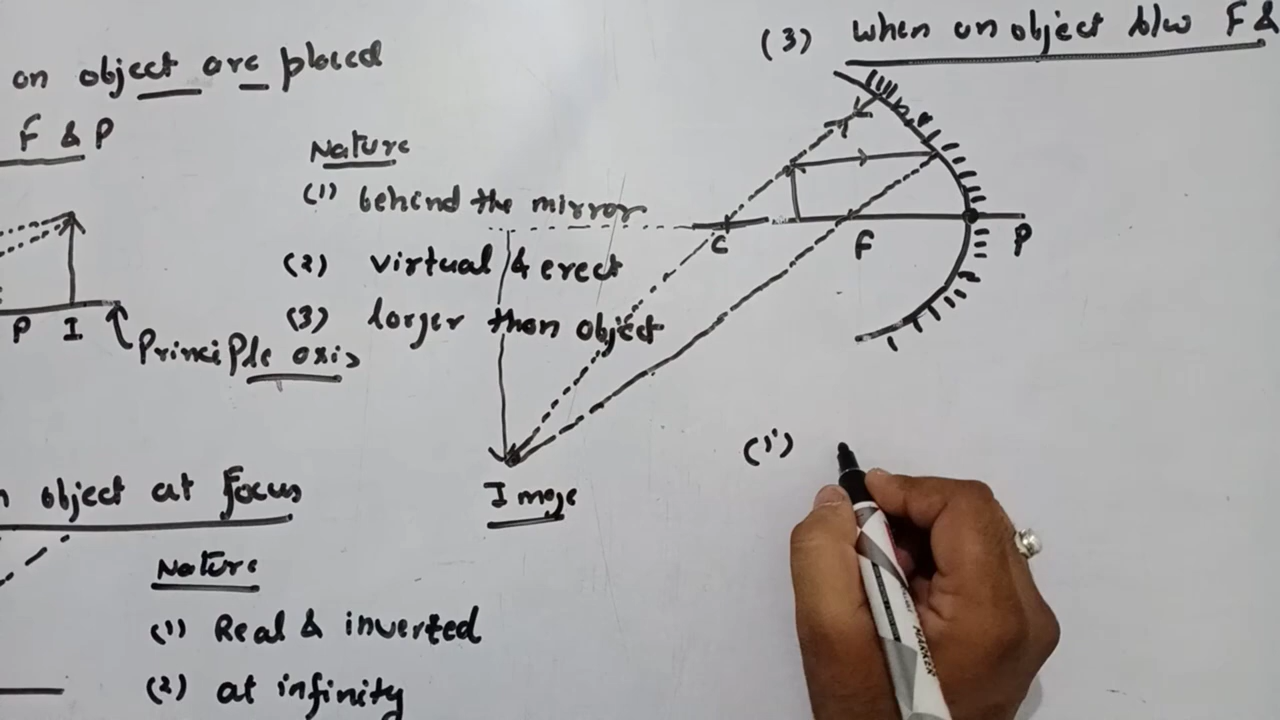 on object are placed
F & P
P I
Principle axis
Nature
(1) behind the mirror
(2) virtual & erect
(3) larger than object
(3) when an object b/w F &
C F P
Image
object at focus
Nature
(1) Real & inverted
(2) at infinity
(1)
MARKER